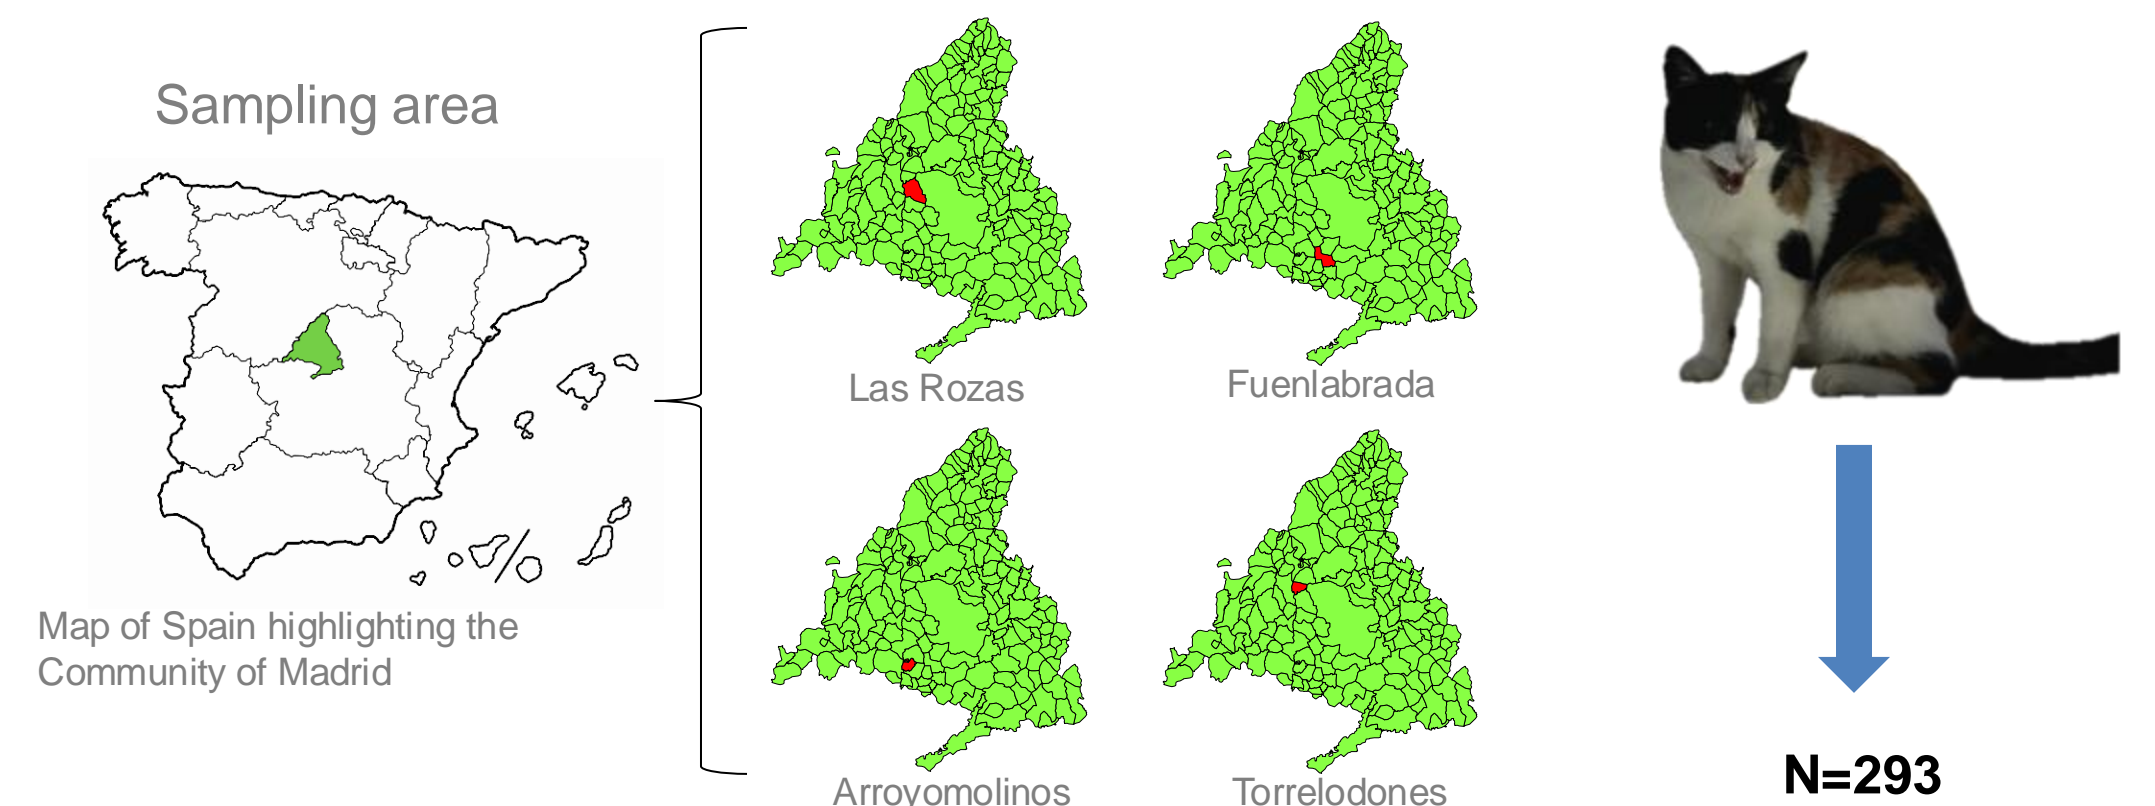 Sampling area
Map of Spain highlighting the
Community of Madrid
Las Rozas
Fuenlabrada
Arroyomolinos
Torrelodones
N=293